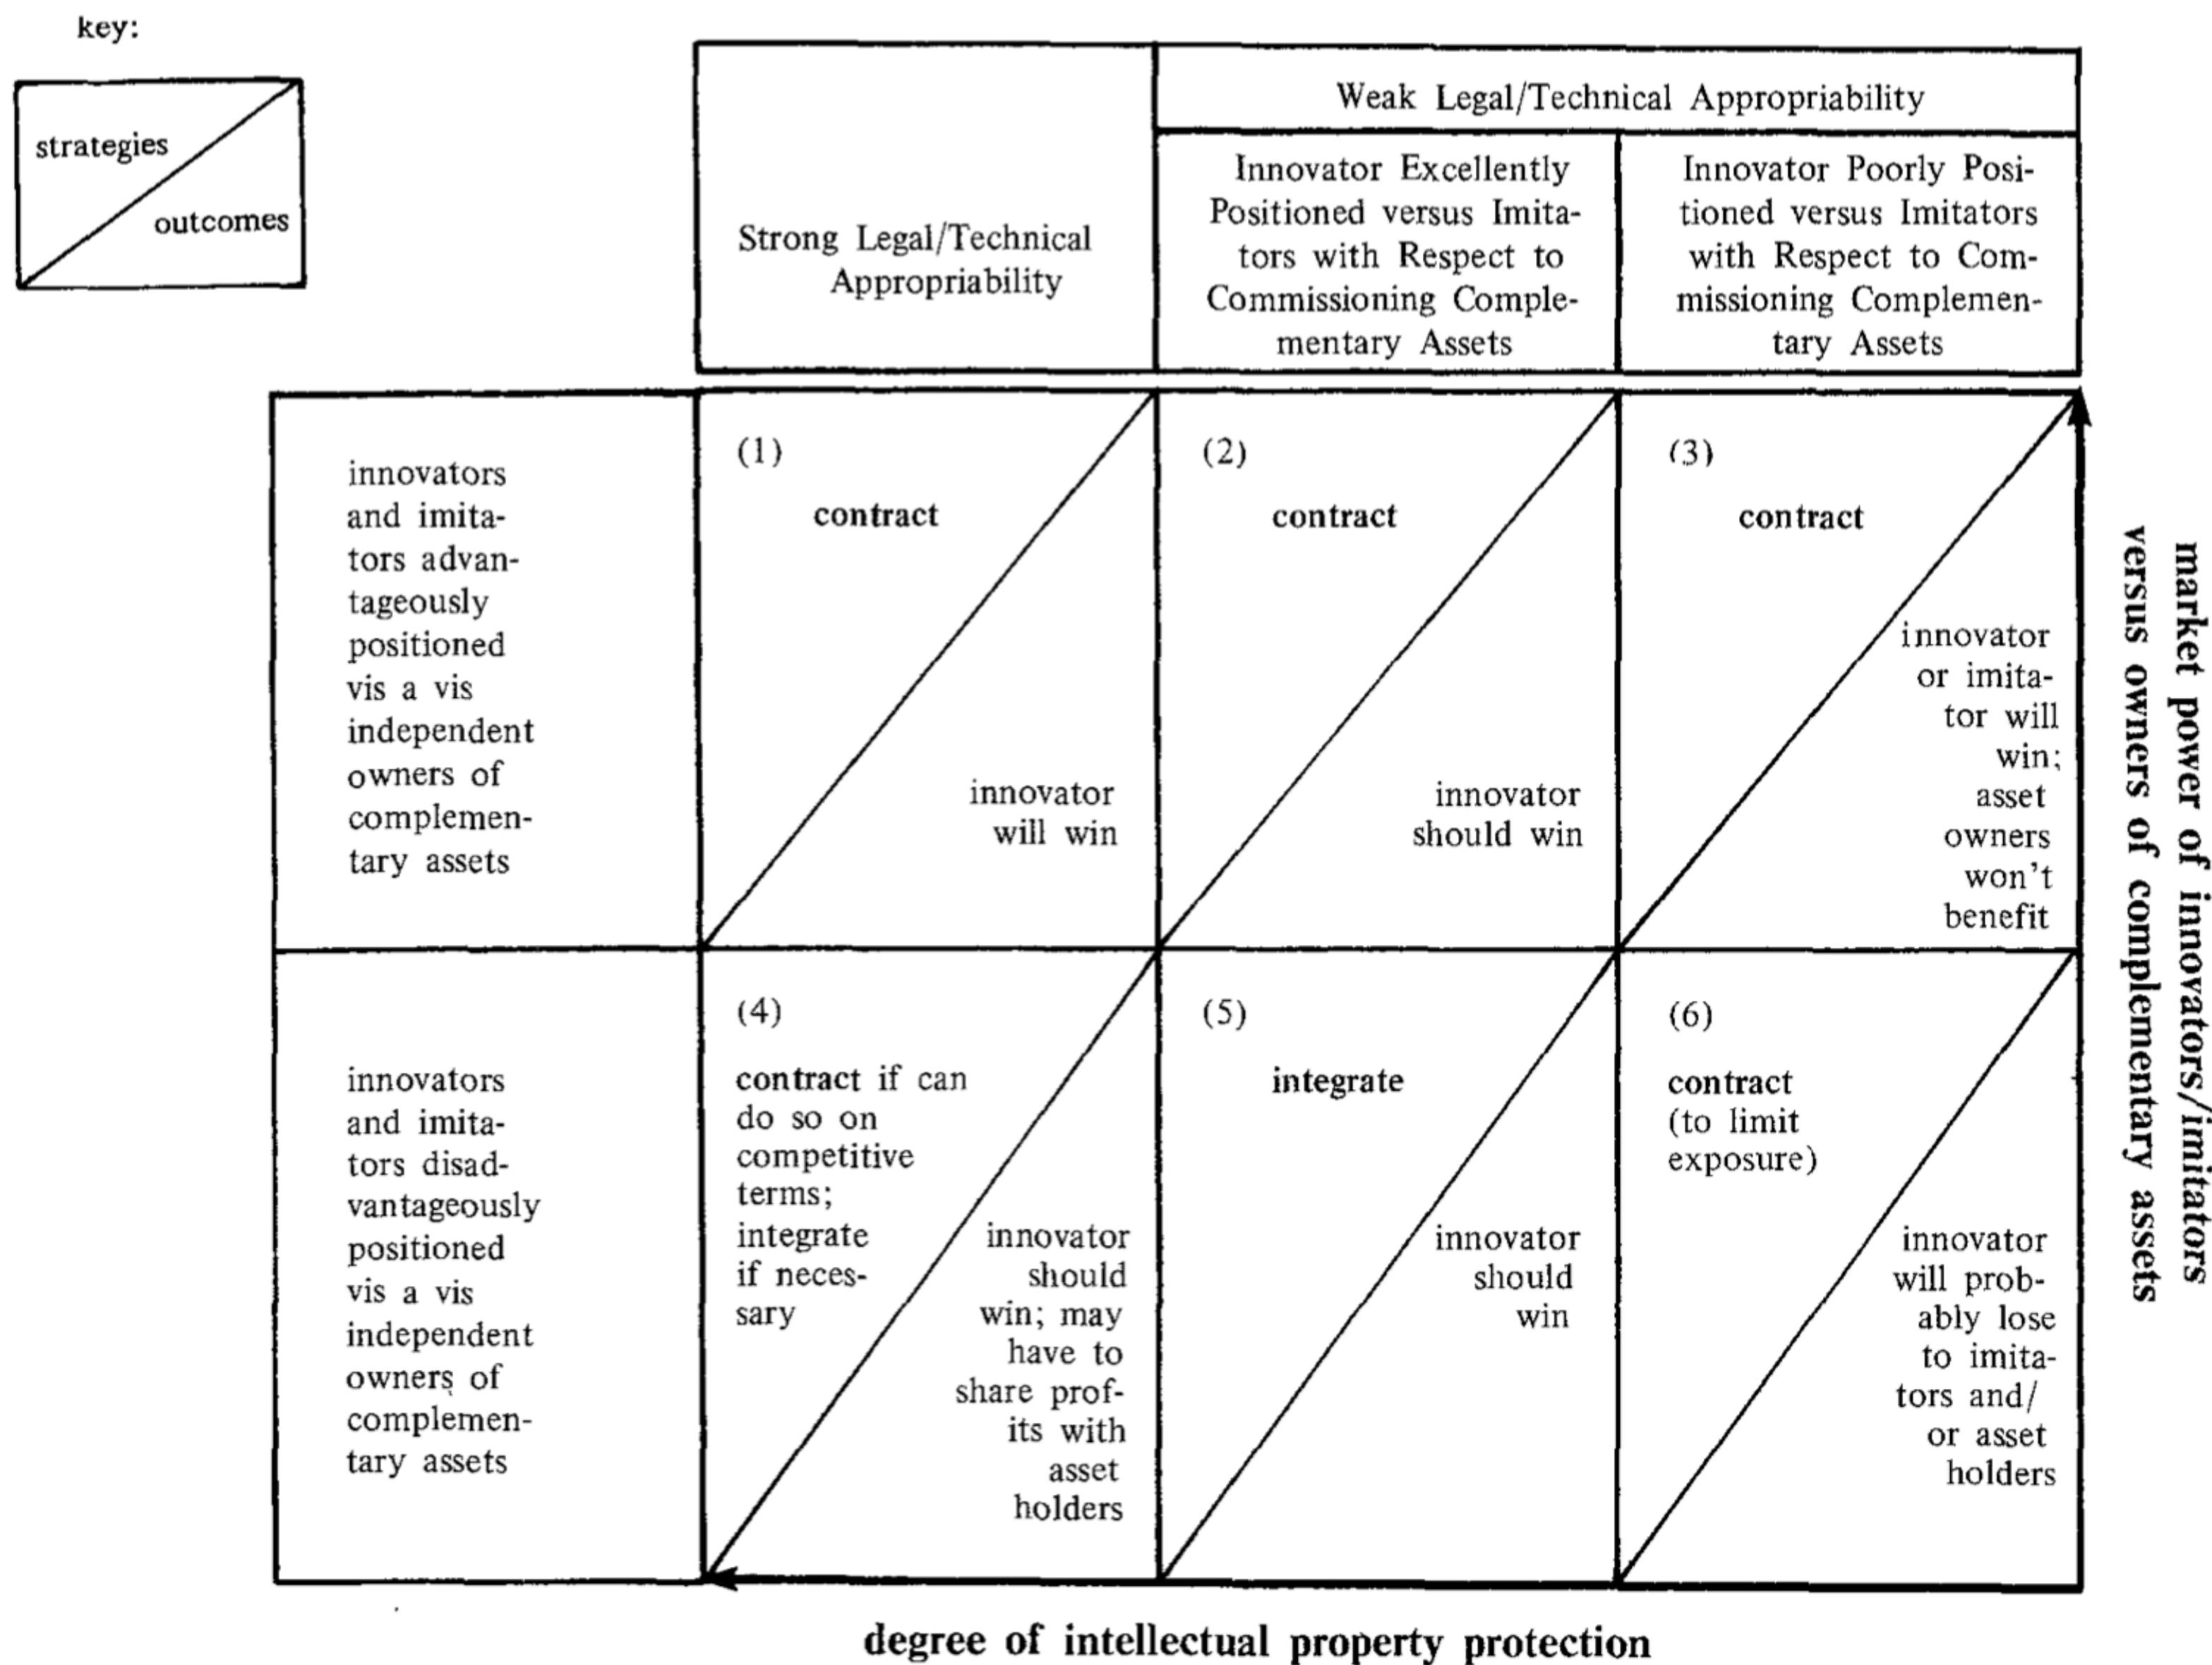 key:
strategies
outcomes
Strong Legal/Technical
Appropriability
Weak Legal/Technical Appropriability
Innovator Excellently
Positioned versus Imita-
tors with Respect to
Commissioning Comple-
mentary Assets
Innovator Poorly Posi-
tioned versus Imitators
with Respect to Com-
missioning Complemen-
tary Assets
innovators
and imita-
tors advan-
tageously
positioned
vis a vis
independent
owners of
complemen-
tary assets
(1)
contract
innovator
will win
(2)
contract
innovator
should win
(3)
contract
innovator
or imita-
tor will
win;
asset
owners
won't
benefit
innovators
and imita-
tors disad-
vantageously
positioned
vis a vis
independent
owners of
complemen-
tary assets
(4)
contract if can
do so on
competitive
terms;
integrate
if neces-
sary
innovator
should
win; may
have to
share prof-
its with
asset
holders
(5)
integrate
innovator
should
win
(6)
contract
(to limit
exposure)
innovator
will prob-
ably lose
to imita-
tors and/
or asset
holders
market power of innovators/imitators
versus owners of complementary assets
degree of intellectual property protection